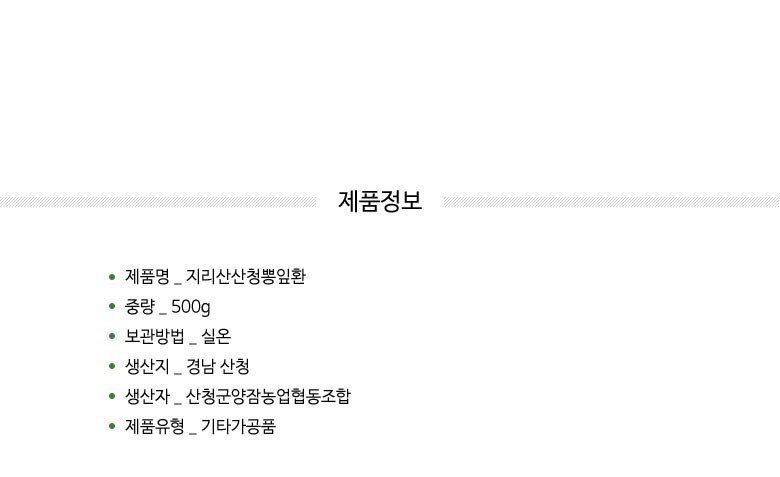 제품정보
• 제품명 _ 지리산산청뽕잎환
• 중량 _ 500g
• 보관방법 _ 실온
• 생산지 _ 경남 산청
• 생산자 _ 산청군양잠농업협동조합
• 제품유형 _ 기타가공품